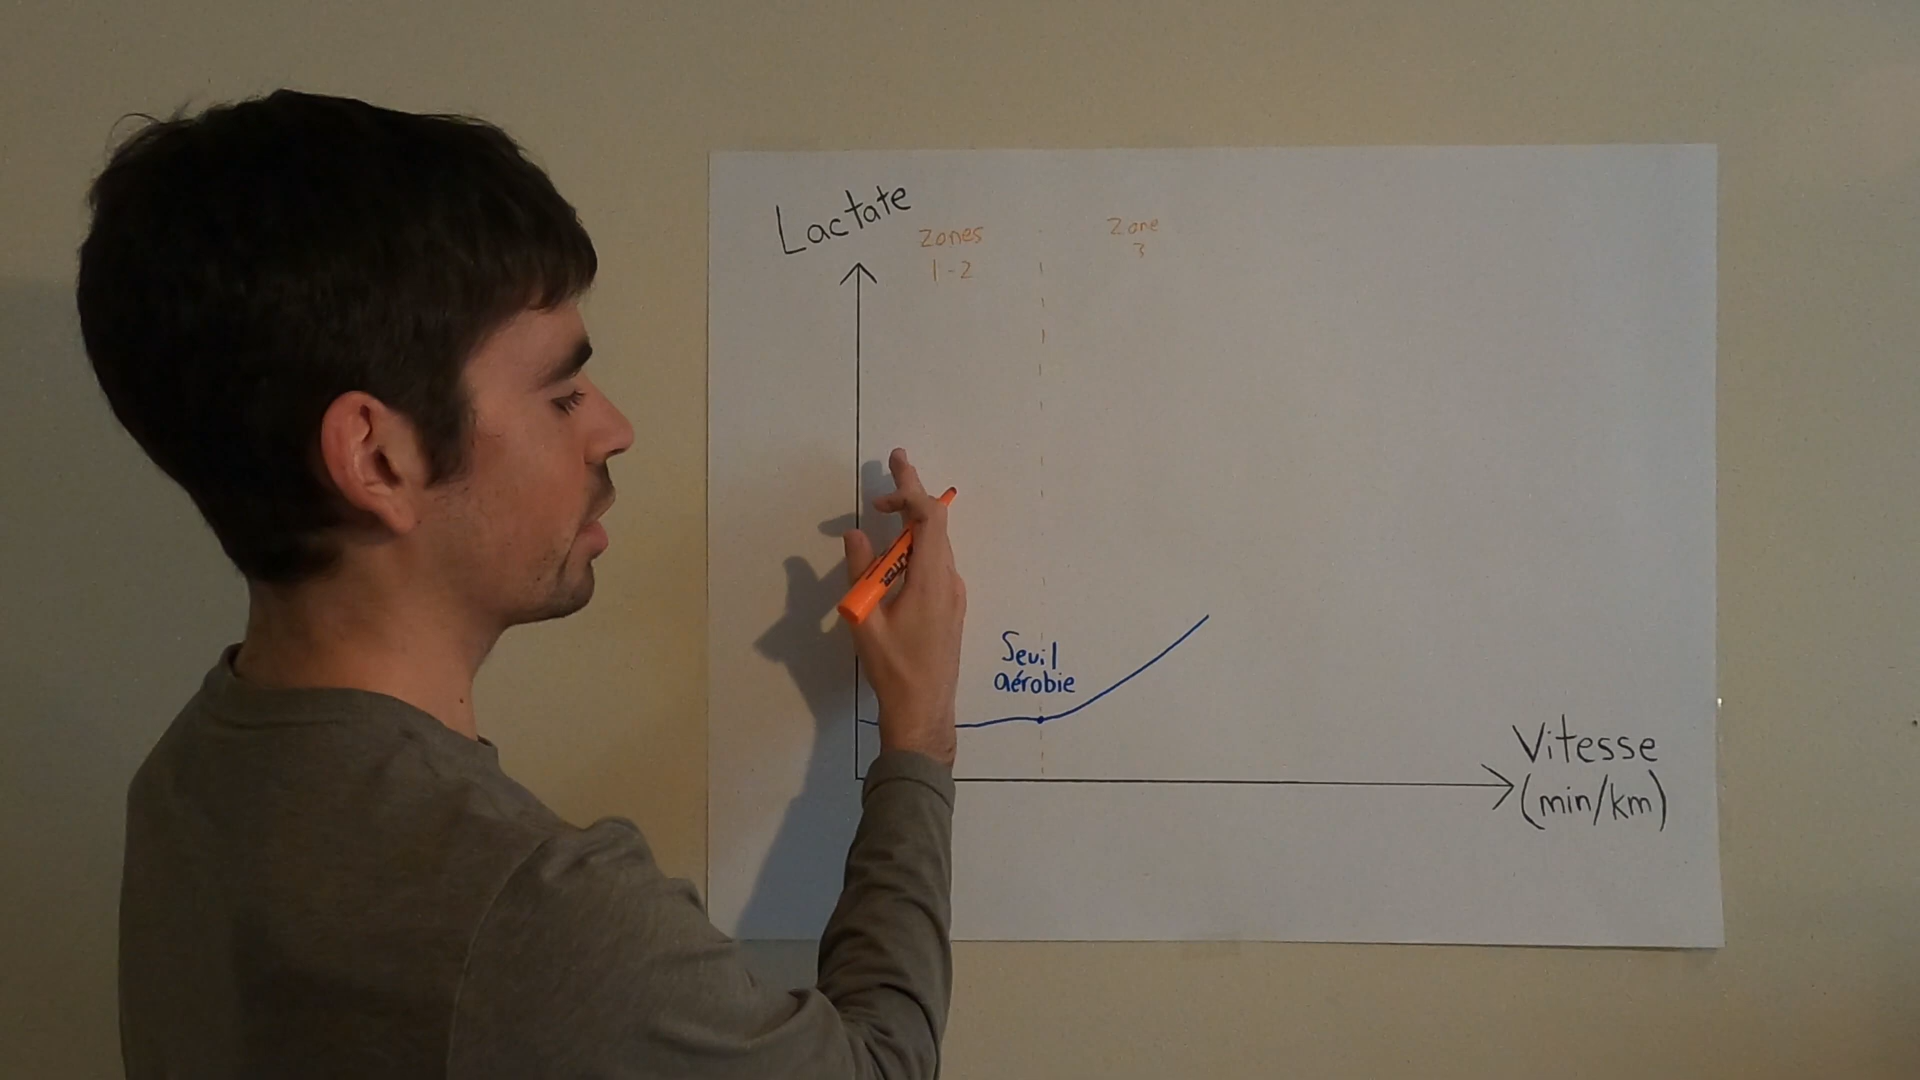 Lactate
Zones
1-2
Zone
3
Seuil
aérobie
Vitesse
(min/km)